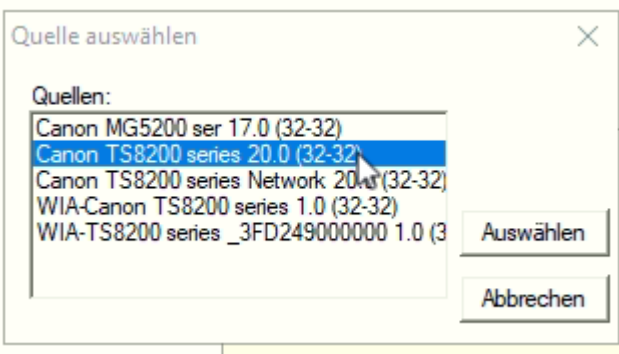 Quelle auswählen
Quellen:
Canon MG5200 ser 17.0 (32-32)
Canon TS8200 series 20.0 (32-32)
Canon TS8200 series Network 20.0 (32-32)
WIA-Canon TS8200 series 1.0 (32-32)
WIA-TS8200 series _3FD249000000 1.0 (3
Auswählen
Abbrechen